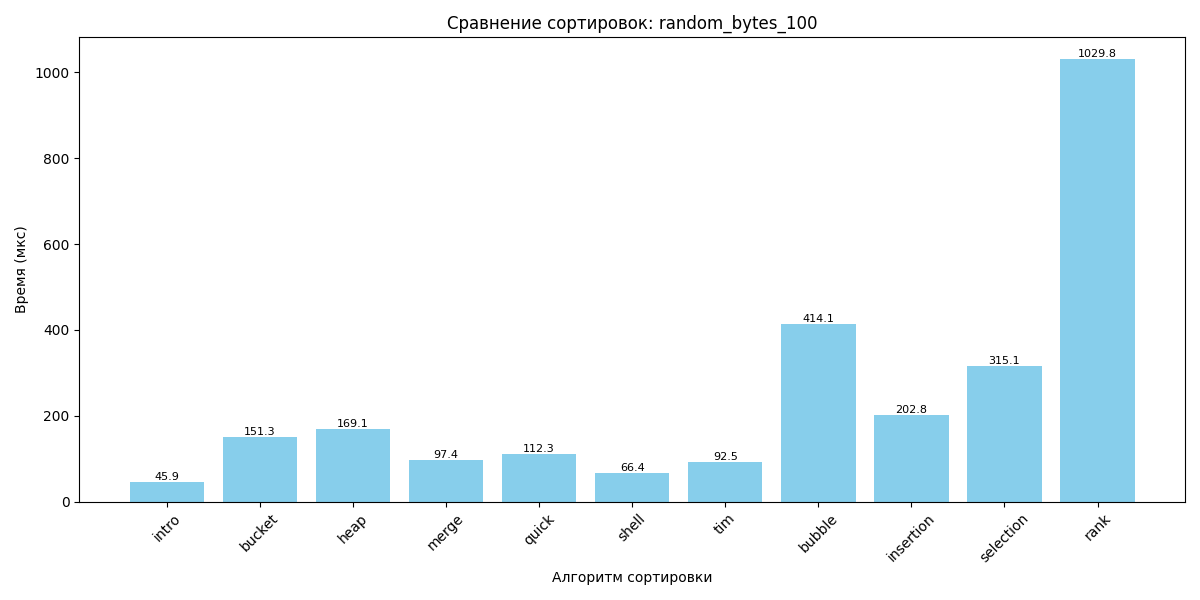 Сравнение сортировок: random_bytes_100
Время (мкс)
1000
800
600
400
200
0
45.9
151.3
169.1
97.4
112.3
66.4
92.5
414.1
202.8
315.1
1029.8
intro
bucket
heap
merge
quick
shell
tim
bubble
insertion
selection
rank
Алгоритм сортировки